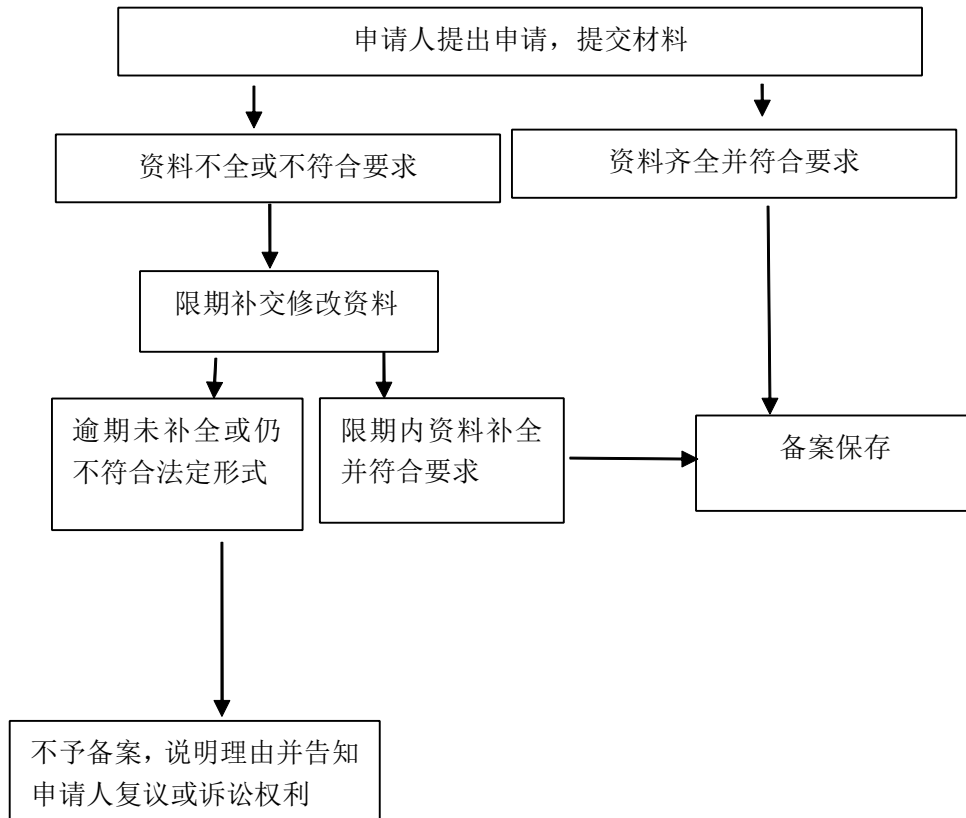 申请人提出申请，提交材料
资料不全或不符合要求
资料齐全并符合要求
限期补交修改资料
逾期未补全或仍
不符合法定形式
限期内资料补全
并符合要求
备案保存
不予备案，说明理由并告知
申请人复议或诉讼权利